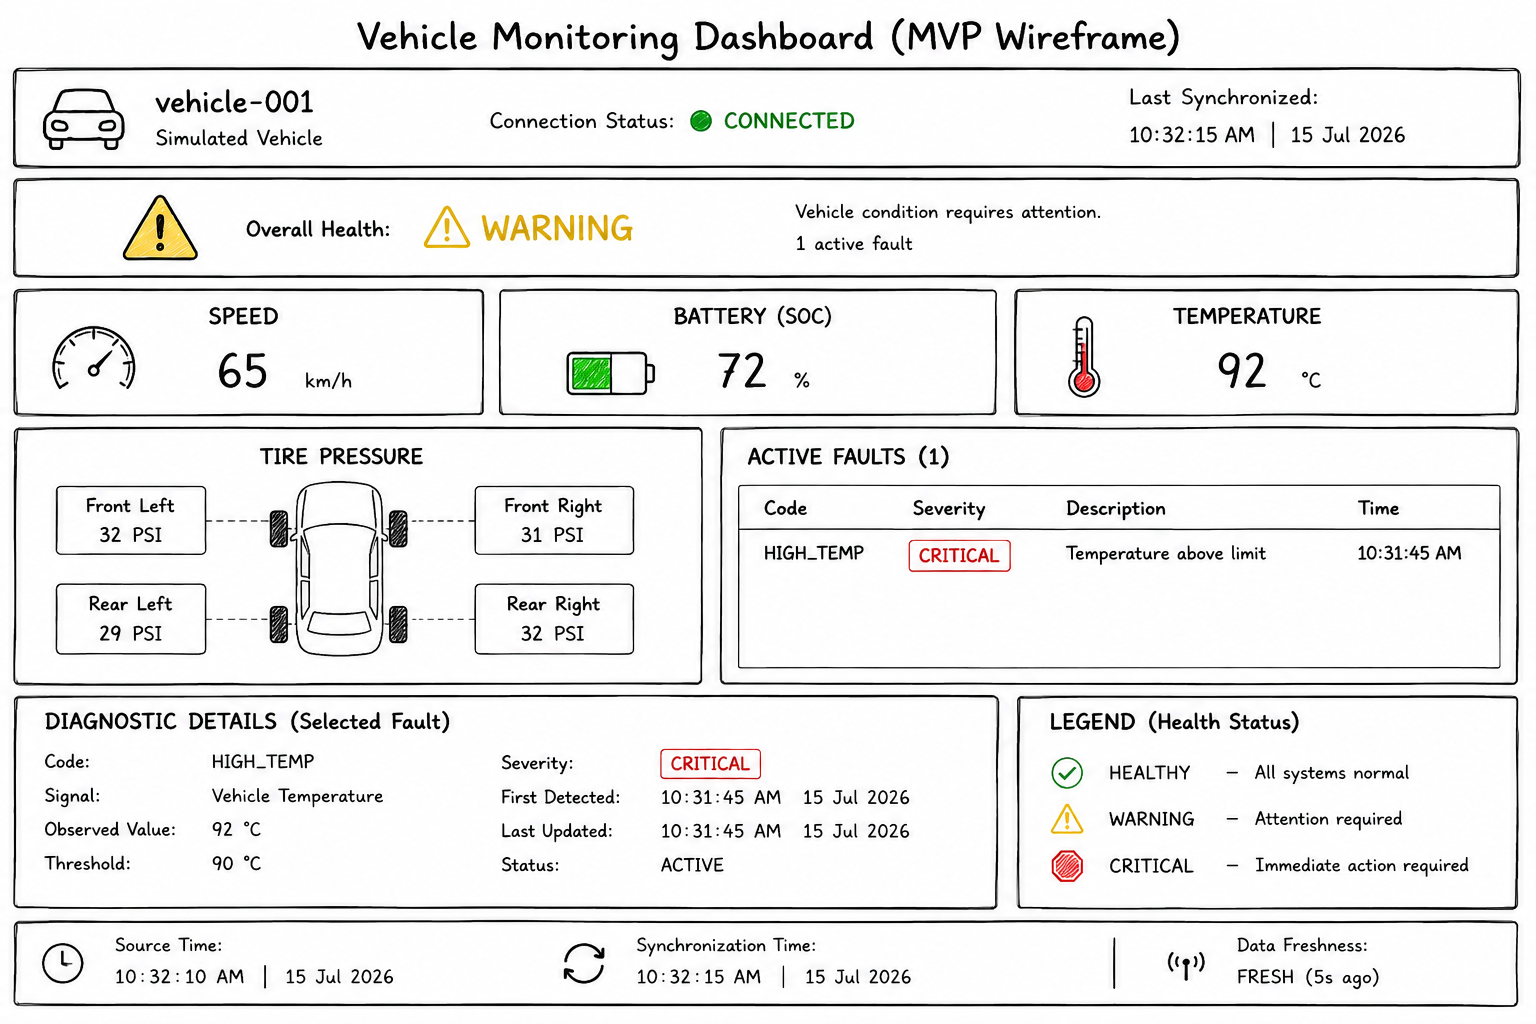 Vehicle Monitoring Dashboard (MVP Wireframe)
vehicle-001
Simulated Vehicle
Connection Status: CONNECTED
Last Synchronized:
10:32:15 AM | 15 Jul 2026
Overall Health: WARNING
Vehicle condition requires attention.
1 active fault
SPEED
65 km/h
BATTERY (SOC)
72 %
TEMPERATURE
92 °C
TIRE PRESSURE
Front Left
32 PSI
Front Right
31 PSI
Rear Left
29 PSI
Rear Right
32 PSI
ACTIVE FAULTS (1)
Code Severity Description Time
HIGH_TEMP CRITICAL Temperature above limit 10:31:45 AM
DIAGNOSTIC DETAILS (Selected Fault)
Code: HIGH_TEMP
Signal: Vehicle Temperature
Observed Value: 92 °C
Threshold: 90 °C
Severity: CRITICAL
First Detected: 10:31:45 AM 15 Jul 2026
Last Updated: 10:31:45 AM 15 Jul 2026
Status: ACTIVE
LEGEND (Health Status)
HEALTHY – All systems normal
WARNING – Attention required
CRITICAL – Immediate action required
Source Time:
10:32:10 AM | 15 Jul 2026
Synchronization Time:
10:32:15 AM | 15 Jul 2026
Data Freshness:
FRESH (5s ago)